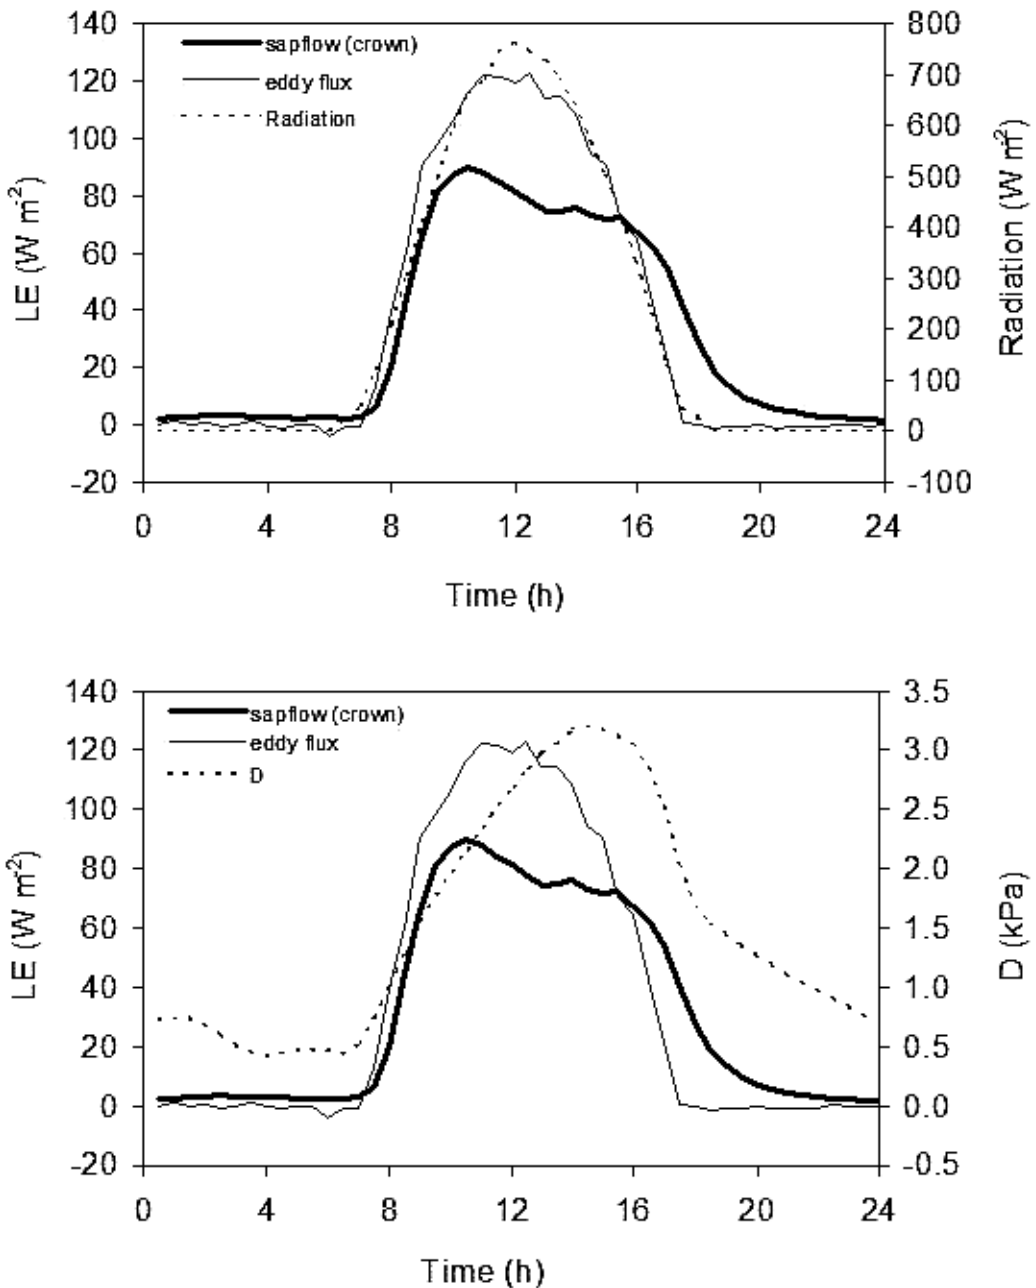 140
120
100
80
60
40
20
0
-20
LE (W m-2)
sapflow (crown)
eddy flux
Radiation
800
700
600
500
400
300
200
100
0
-100
Radiation (W m2)
0 4 8 12 16 20 24
Time (h)
140
120
100
80
60
40
20
0
-20
LE (W m-2)
sapflow (crown)
eddy flux
D
3.5
3.0
2.5
2.0
1.5
1.0
0.5
0.0
-0.5
D (kPa)
0 4 8 12 16 20 24
Time (h)